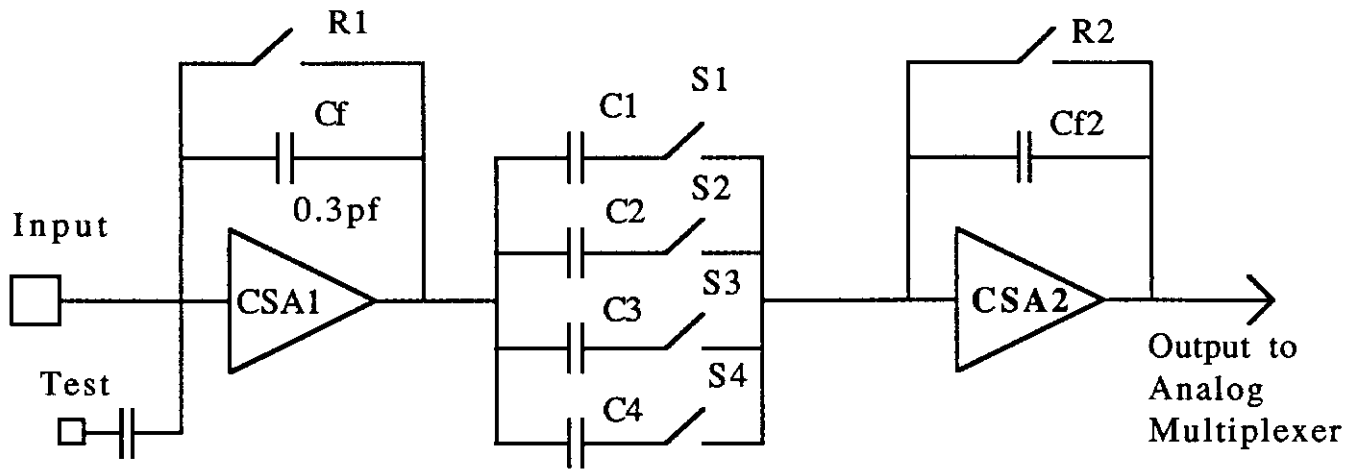 R1
R2
S1
Cf
C1
Cf2
0.3pf
S2
C2
Input
CSA1
S3
C3
CSA2
Test
S4
C4
Output to
Analog
Multiplexer